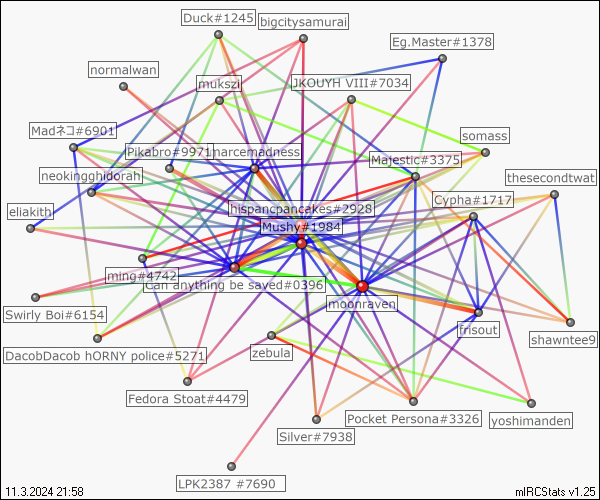 Duck#1245
bigcitysamurai
Eg.Master#1378
normalwan
mukszi
JKOUYH VIII#7034
Madネコ#6901
somass
Pikabro#9971
marcemadness
Majestic#3375
neokingghidorah
thesecondtwat
Cypha#1717
eliakith
hispancpancakes#2928
Mushy#1984
ming#4742
Can anything be saved#0396
moonraven
Swirly Boi#6154
frisout
shawntee9
DacobDacob hORNY police#5271
zebula
Fedora Stoat#4479
Pocket Persona#3326
yoshimanden
Silver#7938
LPK2387 #7690
11.3.2024 21:58
mIRCStats v1.25